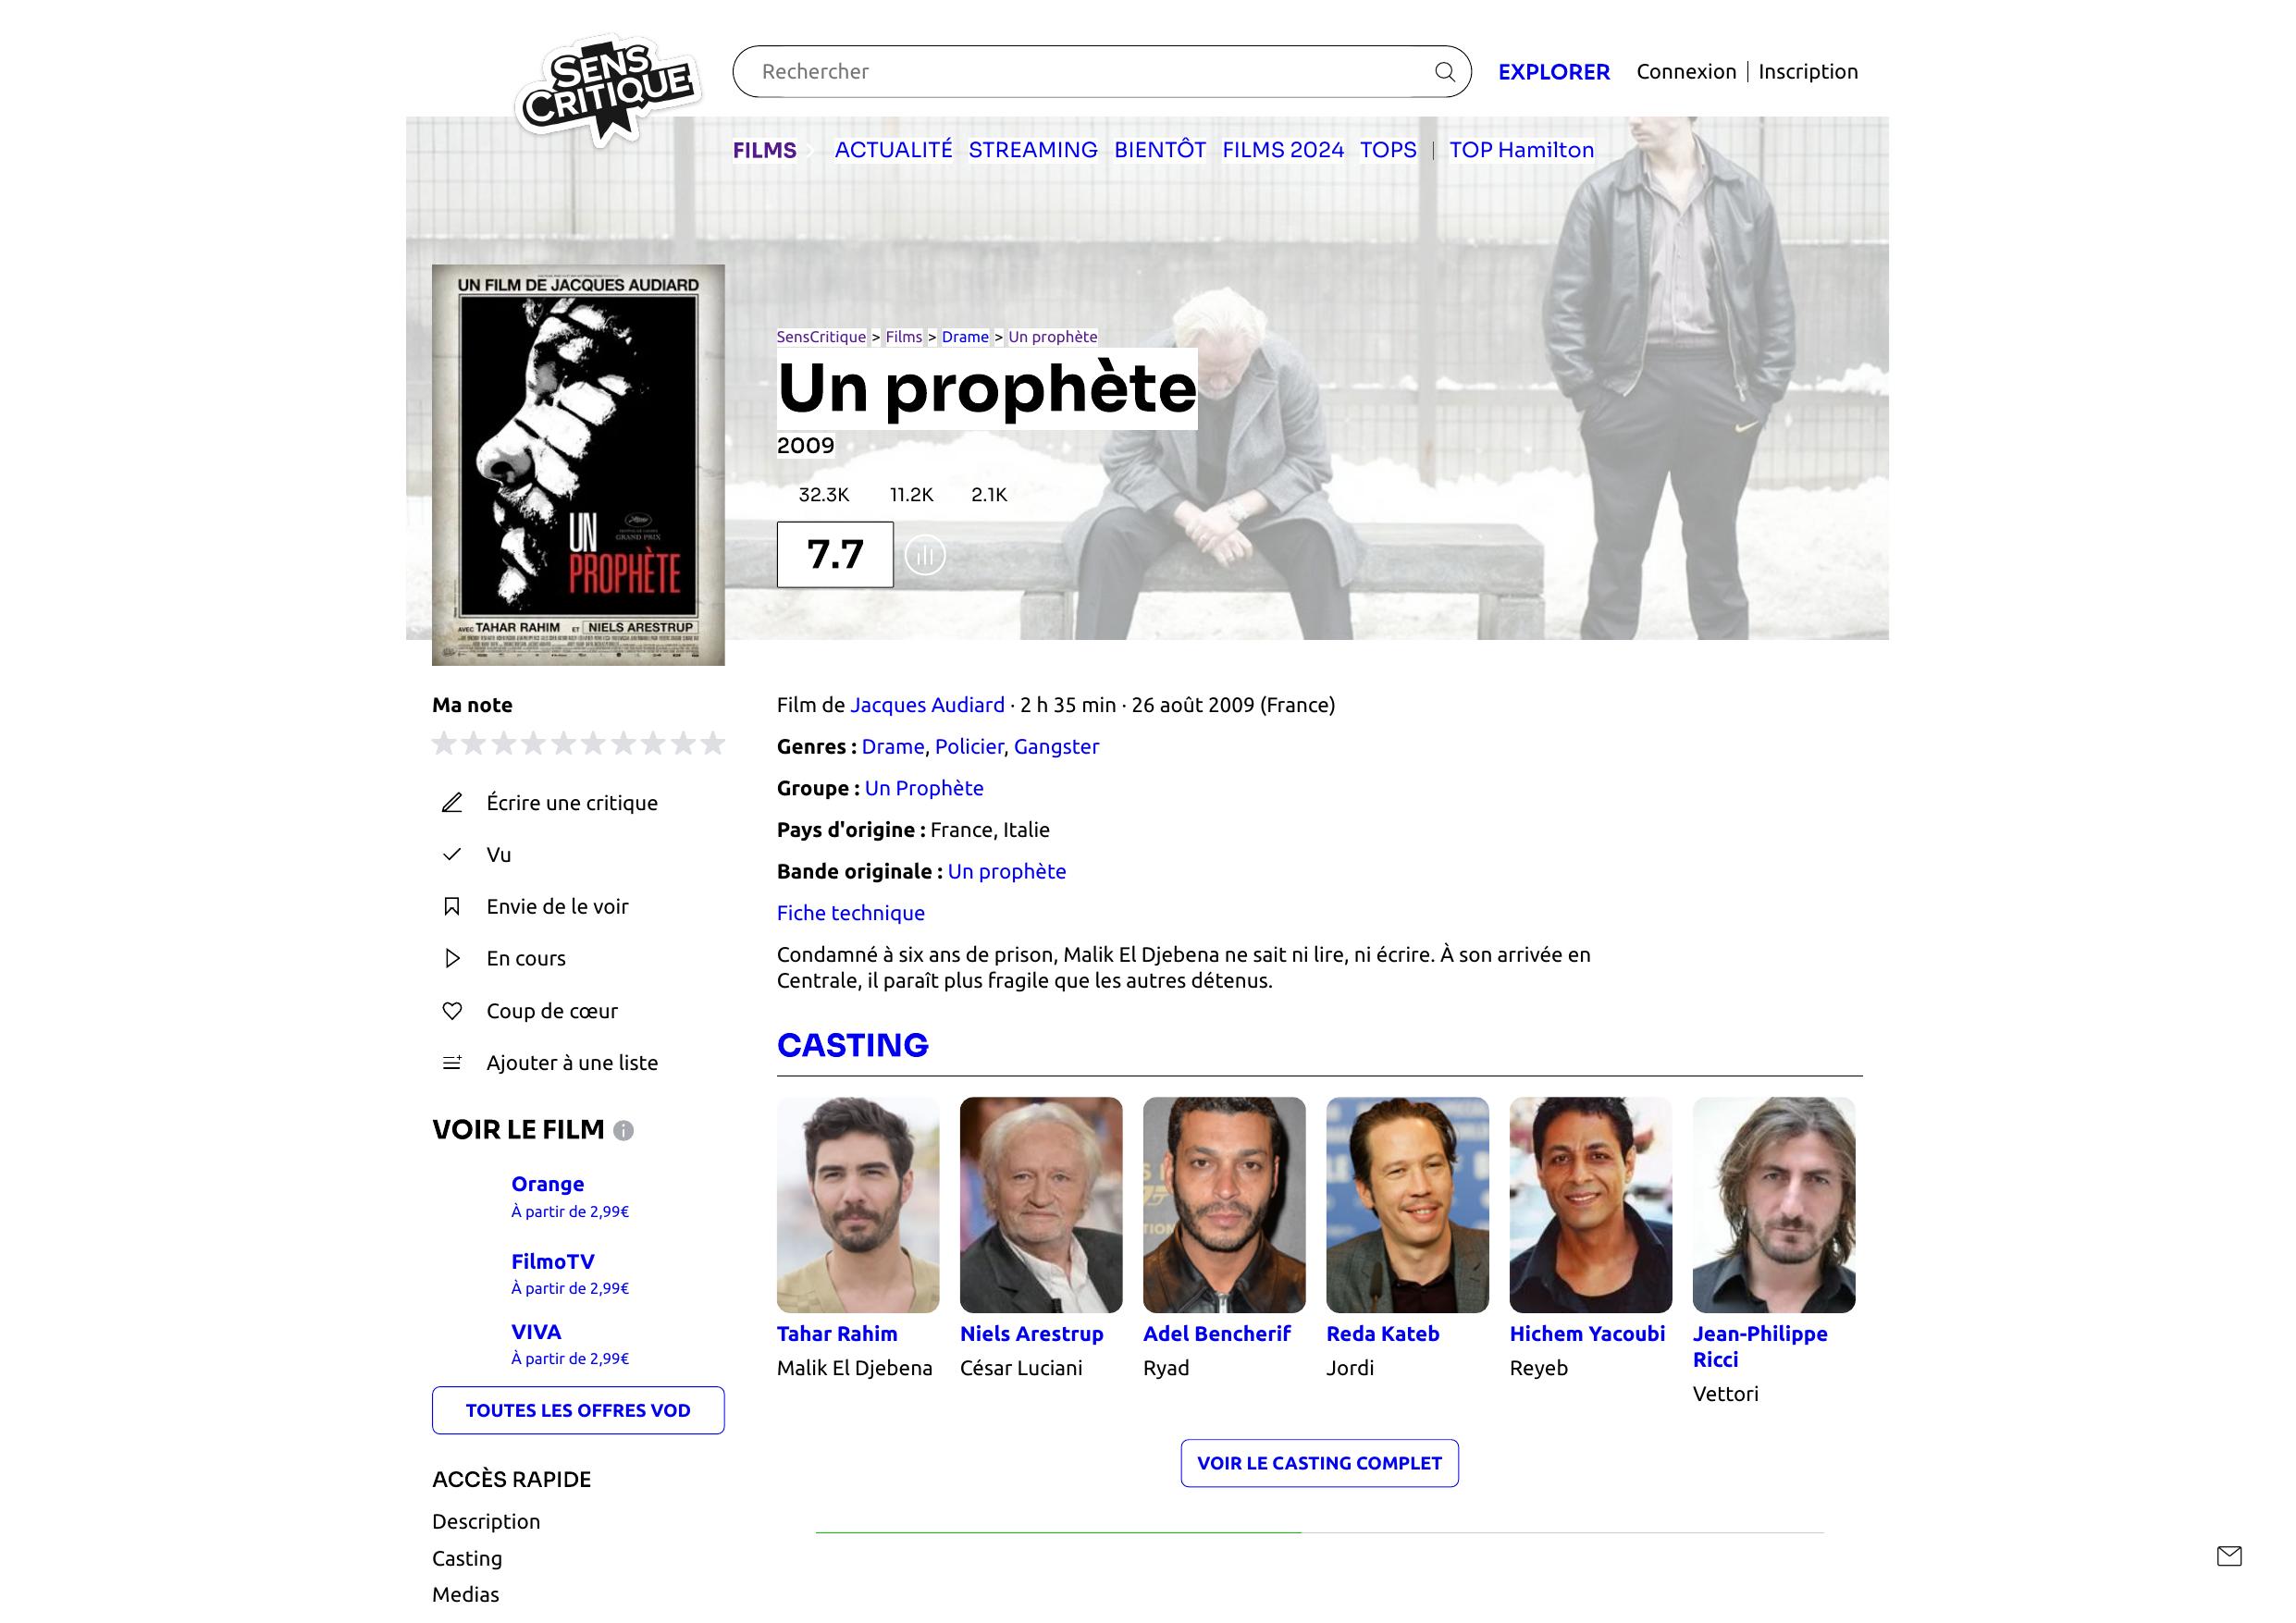 SENS
CRITIQUE
Rechercher
EXPLORER
Connexion | Inscription
FILMS
ACTUALITÉ STREAMING BIENTÔT FILMS 2024 TOPS | TOP Hamilton
UN FILM DE JACQUES AUDIARD
UN
GRAND PRIX
PROPHÈTE
AVEC TAHAR RAHIM ET NIELS ARESTRUP
SensCritique > Films > Drame > Un prophète
Un prophète
2009
32.3K 11.2K 2.1K
7.7
Ma note
Écrire une critique
Vu
Envie de le voir
En cours
Coup de cœur
Ajouter à une liste
VOIR LE FILM
Orange
À partir de 2,99€
FilmoTV
À partir de 2,99€
VIVA
À partir de 2,99€
TOUTES LES OFFRES VOD
ACCÈS RAPIDE
Description
Casting
Medias
Film de Jacques Audiard · 2 h 35 min · 26 août 2009 (France)
Genres : Drame, Policier, Gangster
Groupe : Un Prophète
Pays d'origine : France, Italie
Bande originale : Un prophète
Fiche technique
Condamné à six ans de prison, Malik El Djebena ne sait ni lire, ni écrire. À son arrivée en
Centrale, il paraît plus fragile que les autres détenus.
CASTING
Tahar Rahim
Malik El Djebena
Niels Arestrup
César Luciani
Adel Bencherif
Ryad
Reda Kateb
Jordi
Hichem Yacoubi
Reyeb
Jean-Philippe
Ricci
Vettori
VOIR LE CASTING COMPLET